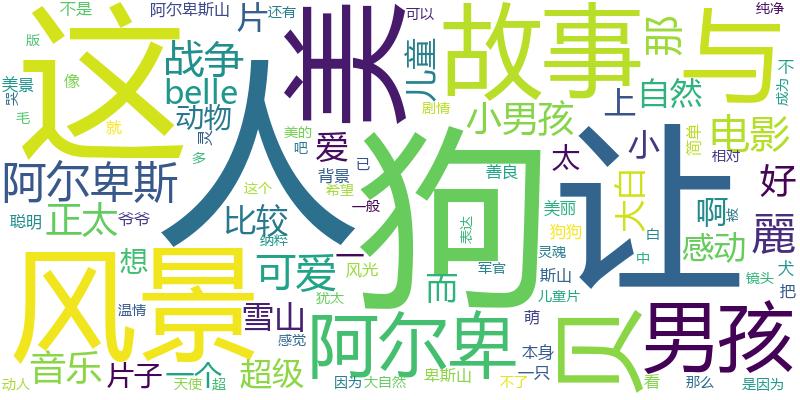 不是
阿尔卑斯山
还有
片
可以
纯净
版
这
美
儿童
故事
那
与
美景
像
战争
belle
哭
毛
就
动物
灵
多
人
美的
吧
爱
剧情
小男孩
上
自然
不
成为
电影
简单
小
狗
让
背景
已
善良
太
相对
阿尔卑斯
这个
希望
一般
大白
好
聪明
正太
爷爷
比较
纳粹
表达
美丽
狗狗
啊
被
麗
想
可爱
一
风光
而
灵魂
白
中
感动
犬
风景
犹太
军官
斯山
镜头
把
温情
雪山
感觉
阿尔卑
儿童片
萌
只
男孩
音乐
片子
一个
超级
本身
一只
动人
天使
超
因为
大自然
卑斯山
不了
看
那么
是因为